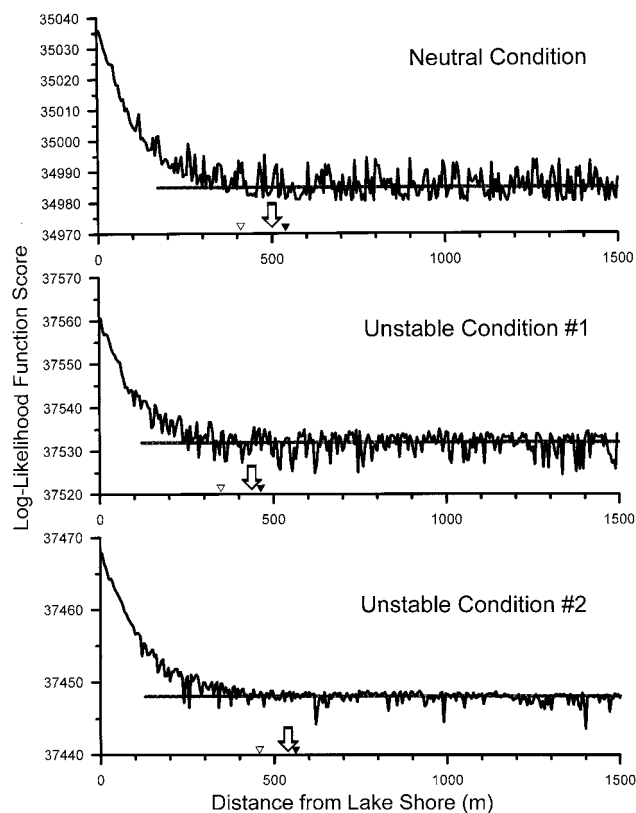 35040
35030
35020
35010
35000
34990
34980
34970
Neutral Condition
0 500 1000 1500
37570
37560
37550
37540
37530
37520
Unstable Condition #1
0 500 1000 1500
37470
37460
37450
37440
Unstable Condition #2
0 500 1000 1500
Log-Likelihood Function Score
Distance from Lake Shore (m)